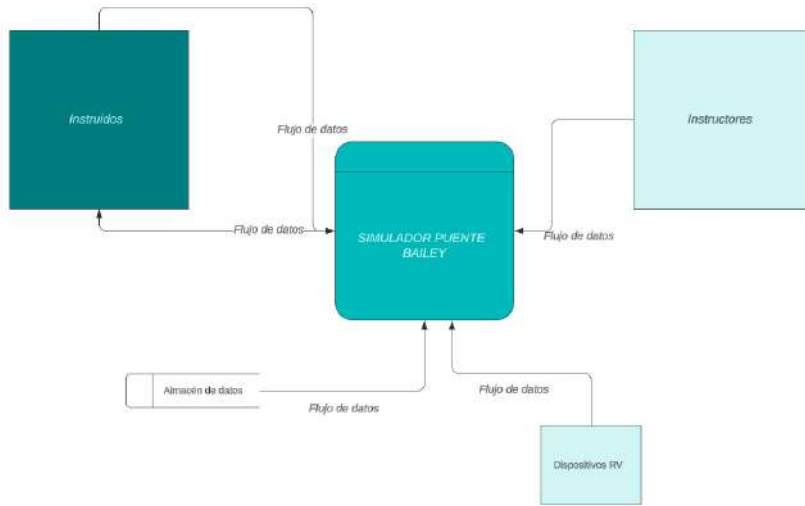 Instruidos
Instructores
Flujo de datos
Flujo de datos
Flujo de datos
SIMULADOR PUENTE
BAILEY
Almacén de datos
Flujo de datos
Flujo de datos
Dispositivos RV